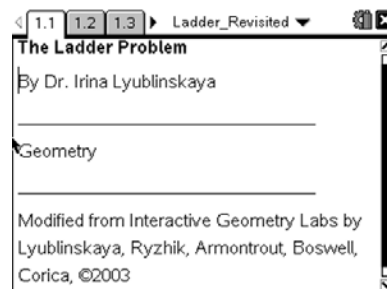 1.1 1.2 1.3 Ladder_Revisited
The Ladder Problem
By Dr. Irina Lyublinskaya
Geometry
Modified from Interactive Geometry Labs by
Lyublinskaya, Ryzhik, Armontrout, Boswell,
Corica, ©2003